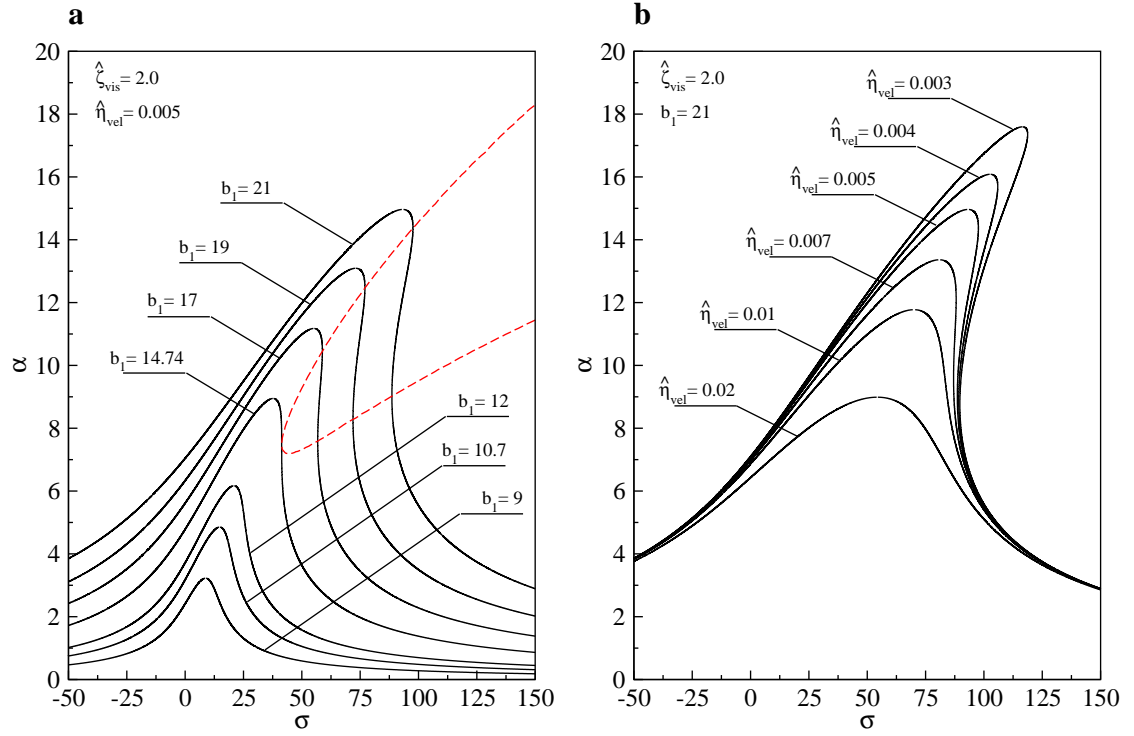 a
20
18
16
14
12
10
8
6
4
2
0
α
-50 -25 0 25 50 75 100 125 150
σ
ζ̂vis= 2.0
η̂vel= 0.005
b1= 21
b1= 19
b1= 17
b1= 14.74
b1= 12
b1= 10.7
b1= 9
b
20
18
16
14
12
10
8
6
4
2
0
α
-50 -25 0 25 50 75 100 125 150
σ
ζ̂vis= 2.0
b1= 21
η̂vel= 0.003
η̂vel= 0.004
η̂vel= 0.005
η̂vel= 0.007
η̂vel= 0.01
η̂vel= 0.02